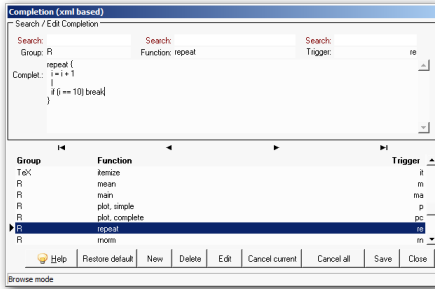 Completion (xml based)
Search / Edit Completion
Search: Search: Search:
Group: R Function: repeat Trigger: re
Complet.: repeat {
i = i + 1
|
if (i == 10) break
}
Group Function Trigger
TeX itemize it
R mean m
R main ma
R plot, simple p
R plot, complete pc
R repeat re
R rnorm rn
Help Restore default New Delete Edit Cancel current Cancel all Save Close
Browse mode